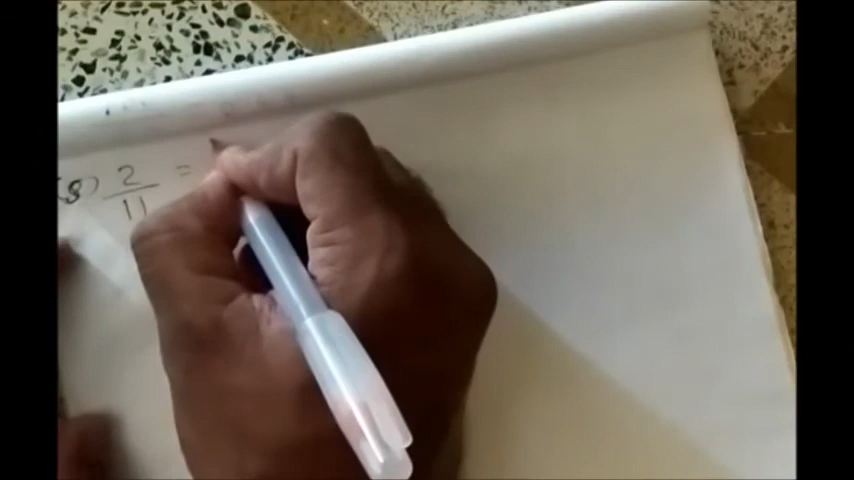 (8) 2/11 =